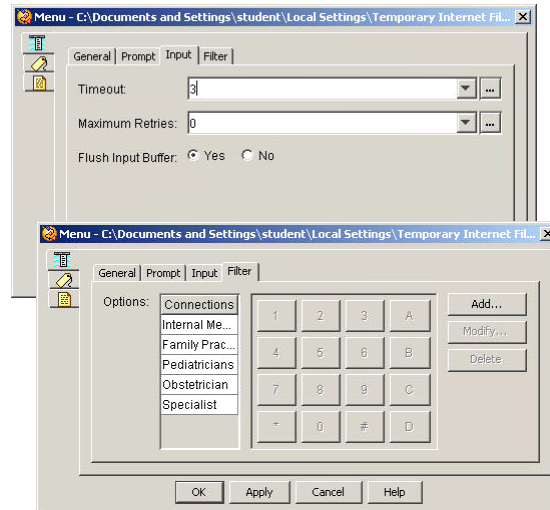 Menu - C:\Documents and Settings\student\Local Settings\Temporary Internet Fil...
General Prompt Input Filter
Timeout: 3 ...
Maximum Retries: 0 ...
Flush Input Buffer: Yes No
Menu - C:\Documents and Settings\student\Local Settings\Temporary Internet Fil...
General Prompt Input Filter
Options: Connections
Internal Me...
Family Prac...
Pediatricians
Obstetrician
Specialist
1 2 3 A
4 5 6 B
7 8 9 C
* 0 # D
Add...
Modify...
Delete
OK Apply Cancel Help